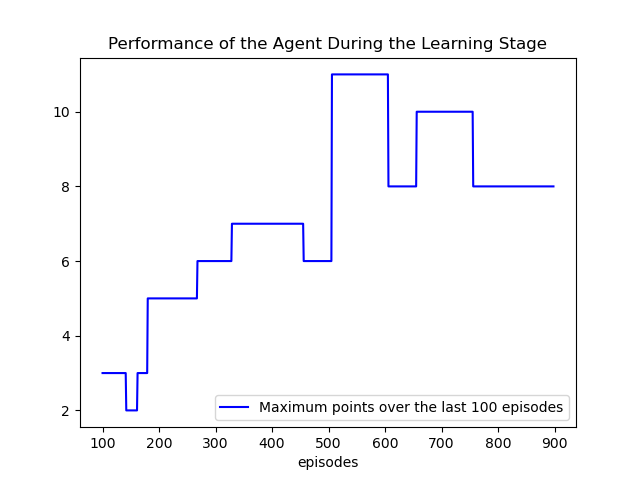 Performance of the Agent During the Learning Stage
10
8
6
4
2
Maximum points over the last 100 episodes
100 200 300 400 500 600 700 800 900
episodes